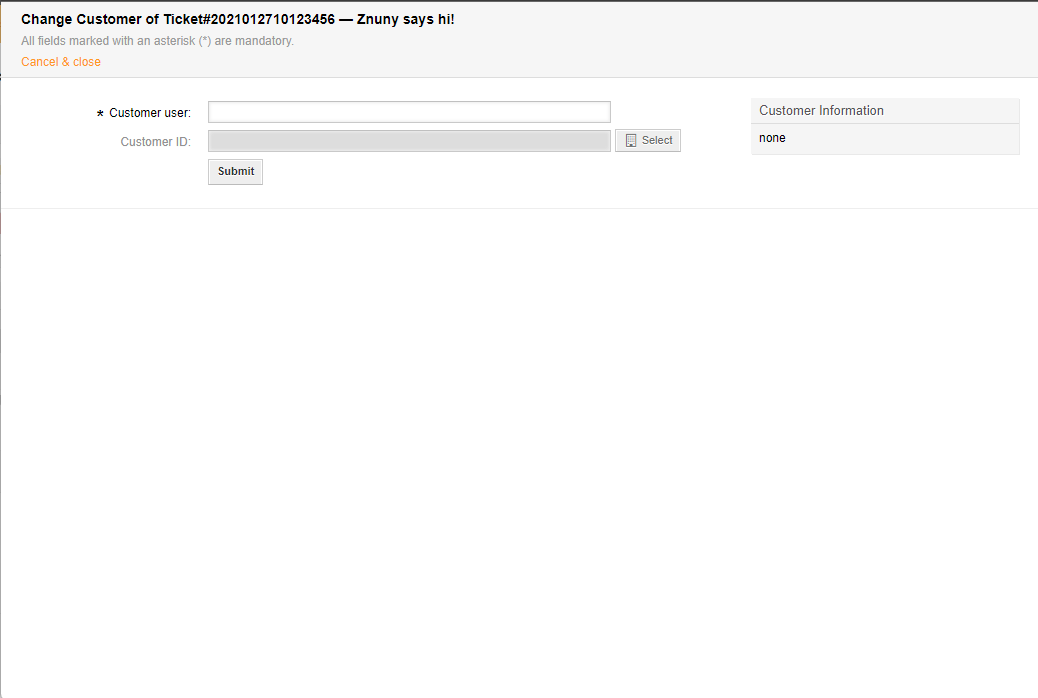 Change Customer of Ticket#2021012710123456 — Znuny says hi!
All fields marked with an asterisk (*) are mandatory.
Cancel & close
* Customer user:
Customer ID:
Select
Submit
Customer Information
none